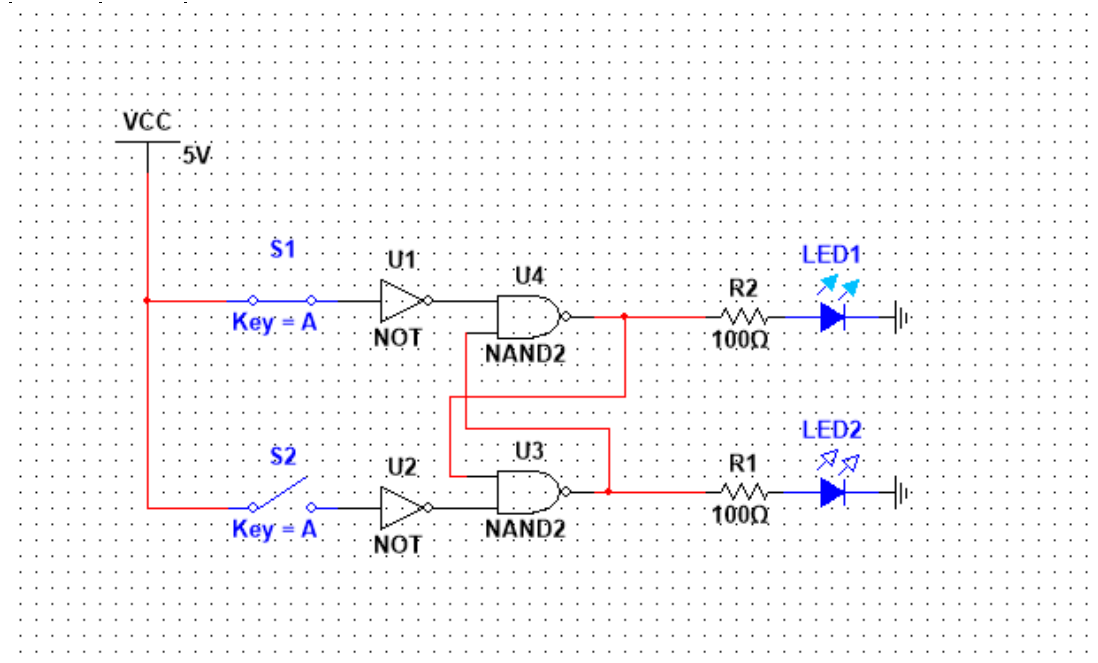 VCC
5V
S1
Key = A
U1
NOT
U4
NAND2
R2
100Ω
LED1
S2
Key = A
U2
NOT
U3
NAND2
R1
100Ω
LED2